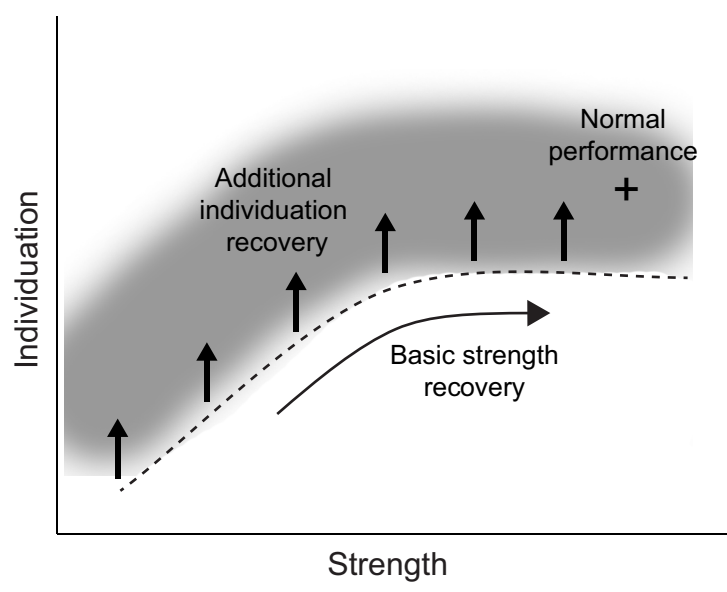 Normal
performance
+
Additional
individuation
recovery
Individuation
Basic strength
recovery
Strength